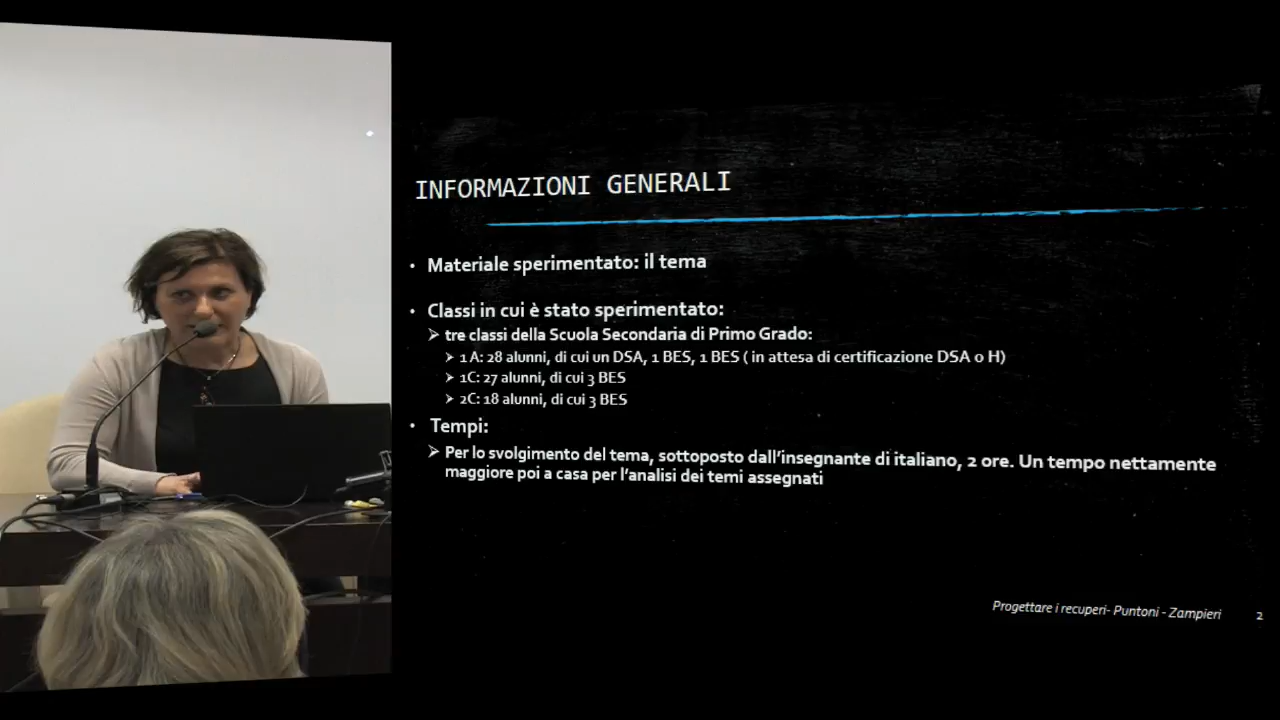 INFORMAZIONI GENERALI
• Materiale sperimentato: il tema
• Classi in cui è stato sperimentato:
➢ tre classi della Scuola Secondaria di Primo Grado:
➢ 1 A: 28 alunni, di cui un DSA, 1 BES, 1 BES ( in attesa di certificazione DSA o H)
➢ 1C: 27 alunni, di cui 3 BES
➢ 2C: 18 alunni, di cui 3 BES
• Tempi:
➢ Per lo svolgimento del tema, sottoposto dall'insegnante di italiano, 2 ore. Un tempo nettamente
maggiore poi a casa per l'analisi dei temi assegnati
Progettare i recuperi- Puntoni - Zampieri 2